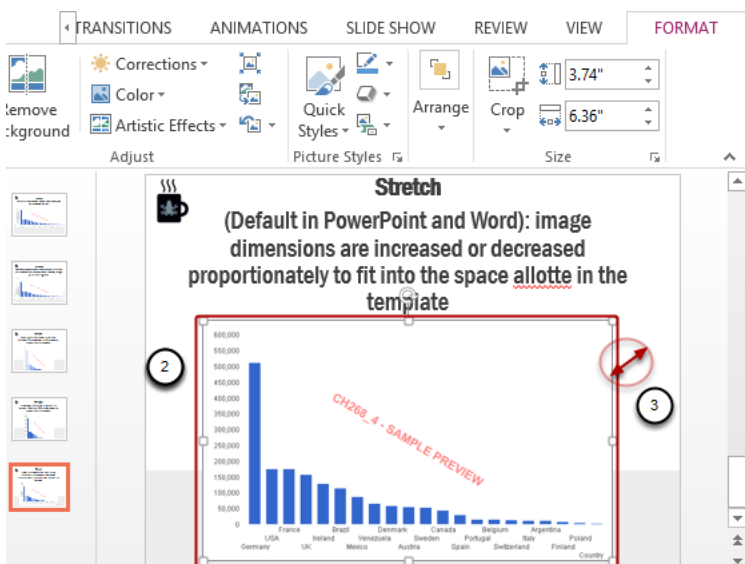 TRANSITIONS ANIMATIONS SLIDE SHOW REVIEW VIEW FORMAT
Corrections
Color
Artistic Effects
Remove
ckground
Quick
Styles
Arrange
Crop
3.74"
6.36"
Adjust Picture Styles Size
Stretch
(Default in PowerPoint and Word): image
dimensions are increased or decreased
proportionately to fit into the space allotte in the
template
2
3
600,000
550,000
500,000
450,000
400,000
350,000
300,000
250,000
200,000
150,000
100,000
50,000
0
CH268_4 - SAMPLE PREVIEW
France Brazil Denmark Canada Belgium Argentina
USA Ireland Venezuela Sweden Portugal Italy Poland
Germany UK Mexico Austria Spain Switzerland Finland
Country